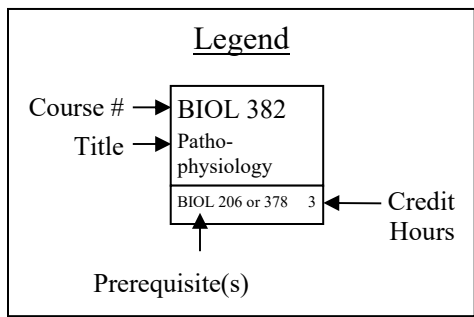 Legend
Course #
BIOL 382
Title
Patho-
physiology
BIOL 206 or 378 3
Credit
Hours
Prerequisite(s)